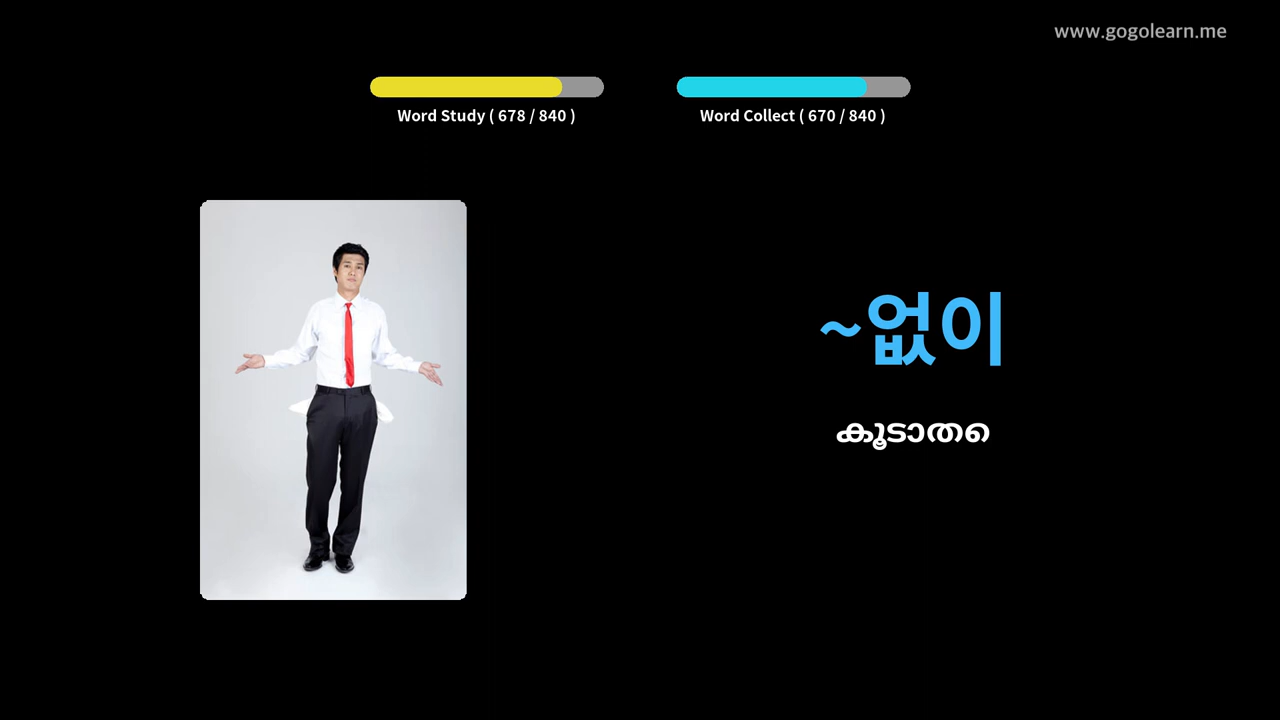 www.gogolearn.me
Word Study ( 678 / 840 )
Word Collect ( 670 / 840 )
~없이
കൂടാതെ